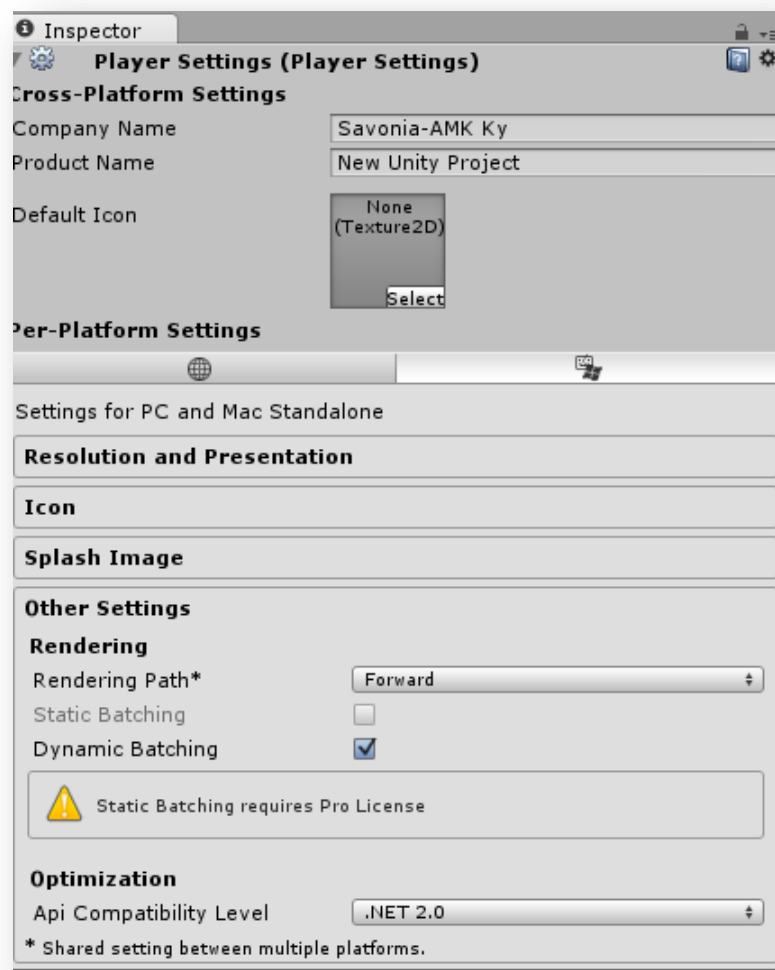 Inspector
Player Settings (Player Settings)
Cross-Platform Settings
Company Name Savonia-AMK Ky
Product Name New Unity Project
Default Icon
None
(Texture2D)
Select
Per-Platform Settings
Settings for PC and Mac Standalone
Resolution and Presentation
Icon
Splash Image
Other Settings
Rendering
Rendering Path* Forward
Static Batching
Dynamic Batching
Static Batching requires Pro License
Optimization
Api Compatibility Level .NET 2.0
* Shared setting between multiple platforms.